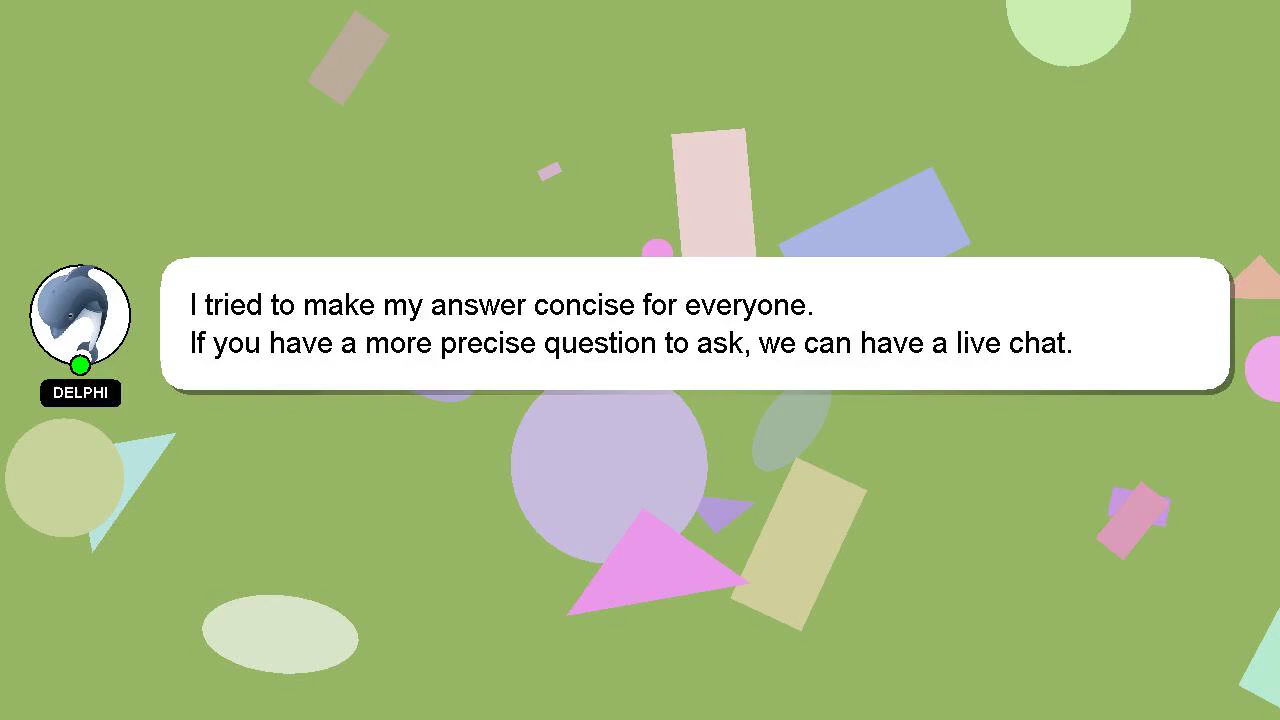 I tried to make my answer concise for everyone.
If you have a more precise question to ask, we can have a live chat.
DELPHI